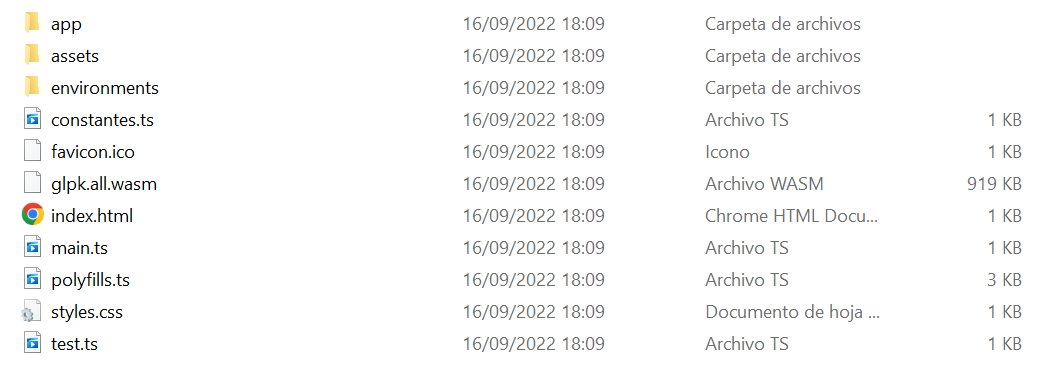 app 16/09/2022 18:09 Carpeta de archivos
assets 16/09/2022 18:09 Carpeta de archivos
environments 16/09/2022 18:09 Carpeta de archivos
constantes.ts 16/09/2022 18:09 Archivo TS 1 KB
favicon.ico 16/09/2022 18:09 Icono 1 KB
glpk.all.wasm 16/09/2022 18:09 Archivo WASM 919 KB
index.html 16/09/2022 18:09 Chrome HTML Docu... 1 KB
main.ts 16/09/2022 18:09 Archivo TS 1 KB
polyfills.ts 16/09/2022 18:09 Archivo TS 3 KB
styles.css 16/09/2022 18:09 Documento de hoja ... 1 KB
test.ts 16/09/2022 18:09 Archivo TS 1 KB